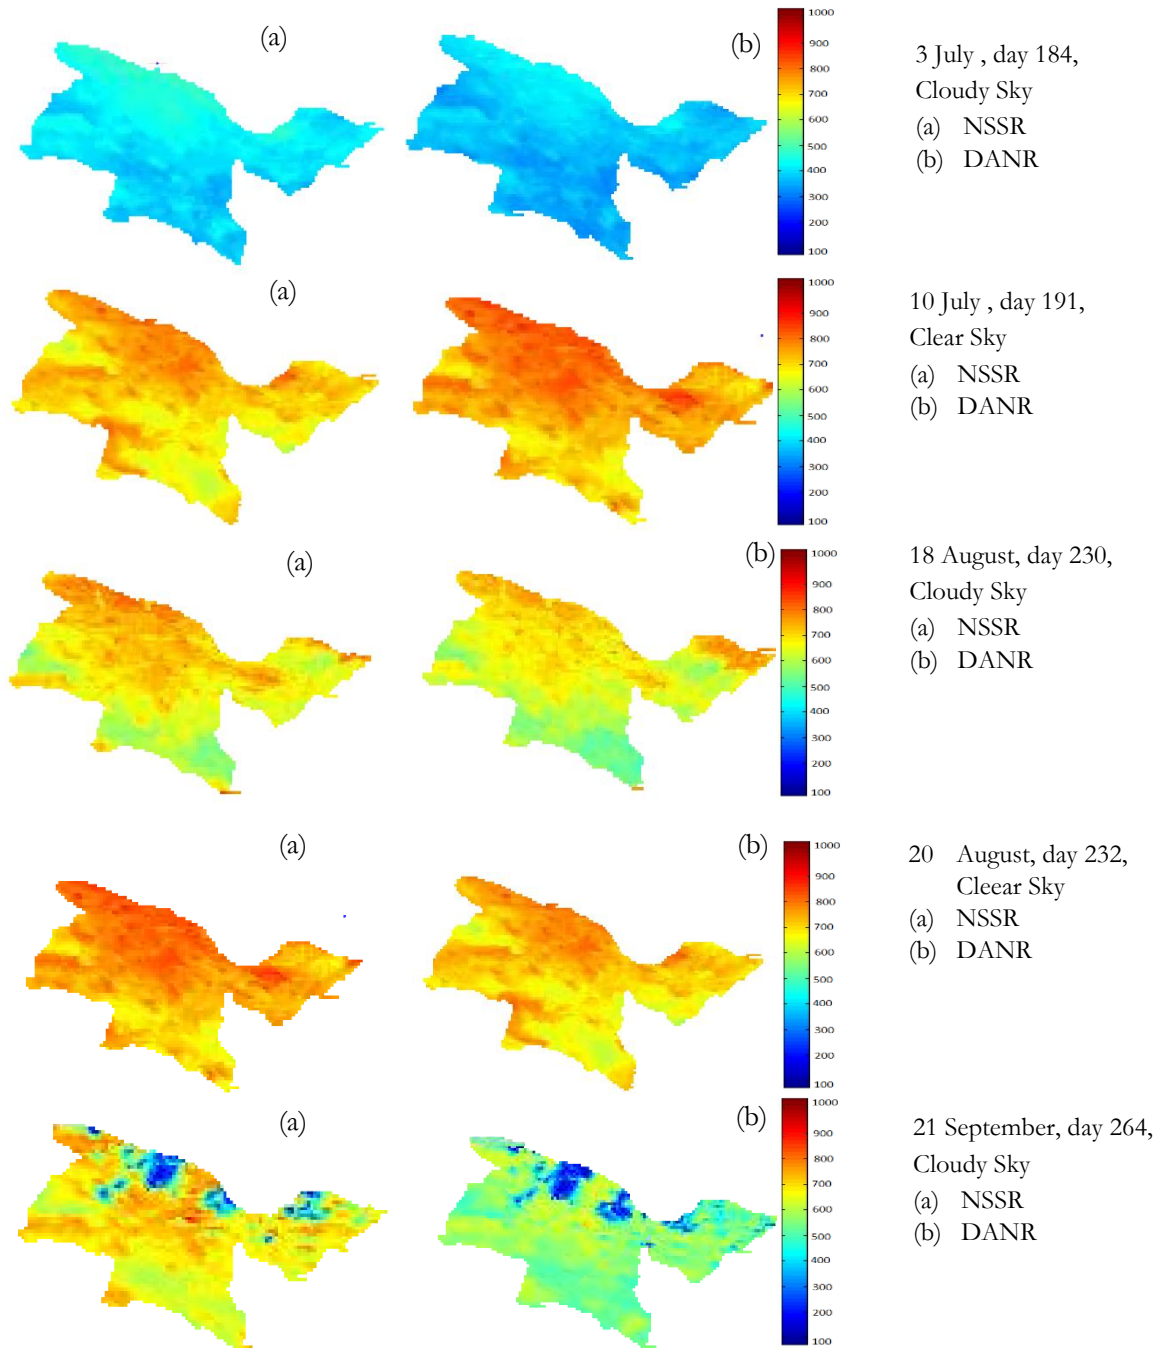 (a)
(b)
1000
900
800
700
600
500
400
300
200
100
3 July , day 184,
Cloudy Sky
(a) NSSR
(b) DANR
(a)
(b)
1000
900
800
700
600
500
400
300
200
100
10 July , day 191,
Clear Sky
(a) NSSR
(b) DANR
(a)
(b)
1000
900
800
700
600
500
400
300
200
100
18 August, day 230,
Cloudy Sky
(a) NSSR
(b) DANR
(a)
(b)
1000
900
800
700
600
500
400
300
200
100
20 August, day 232,
Cleear Sky
(a) NSSR
(b) DANR
(a)
(b)
1000
900
800
700
600
500
400
300
200
100
21 September, day 264,
Cloudy Sky
(a) NSSR
(b) DANR